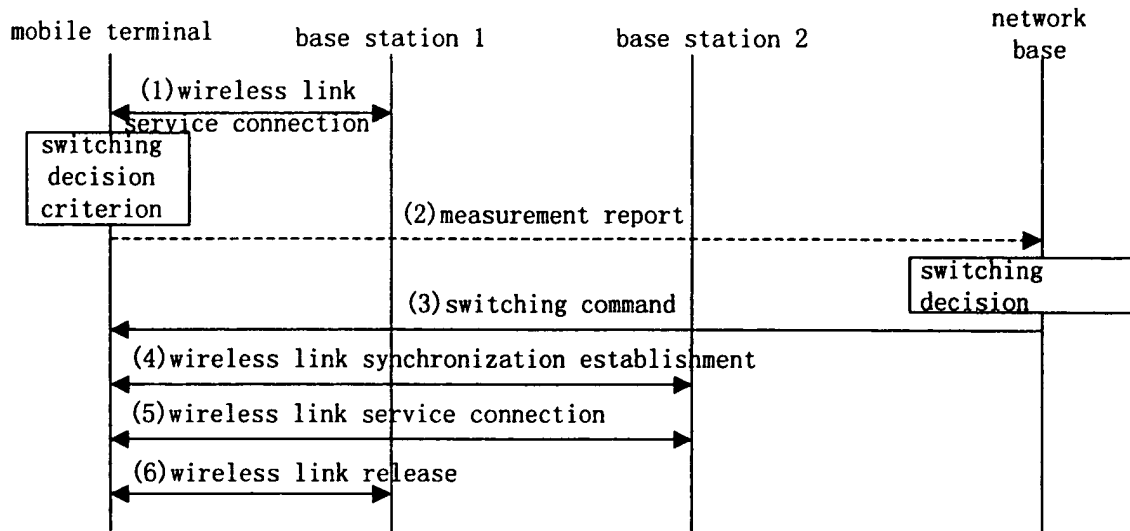 mobile terminal
base station 1
base station 2
network
base
(1)wireless link
service connection
switching
decision
criterion
(2)measurement report
switching
decision
(3)switching command
(4)wireless link synchronization establishment
(5)wireless link service connection
(6)wireless link release